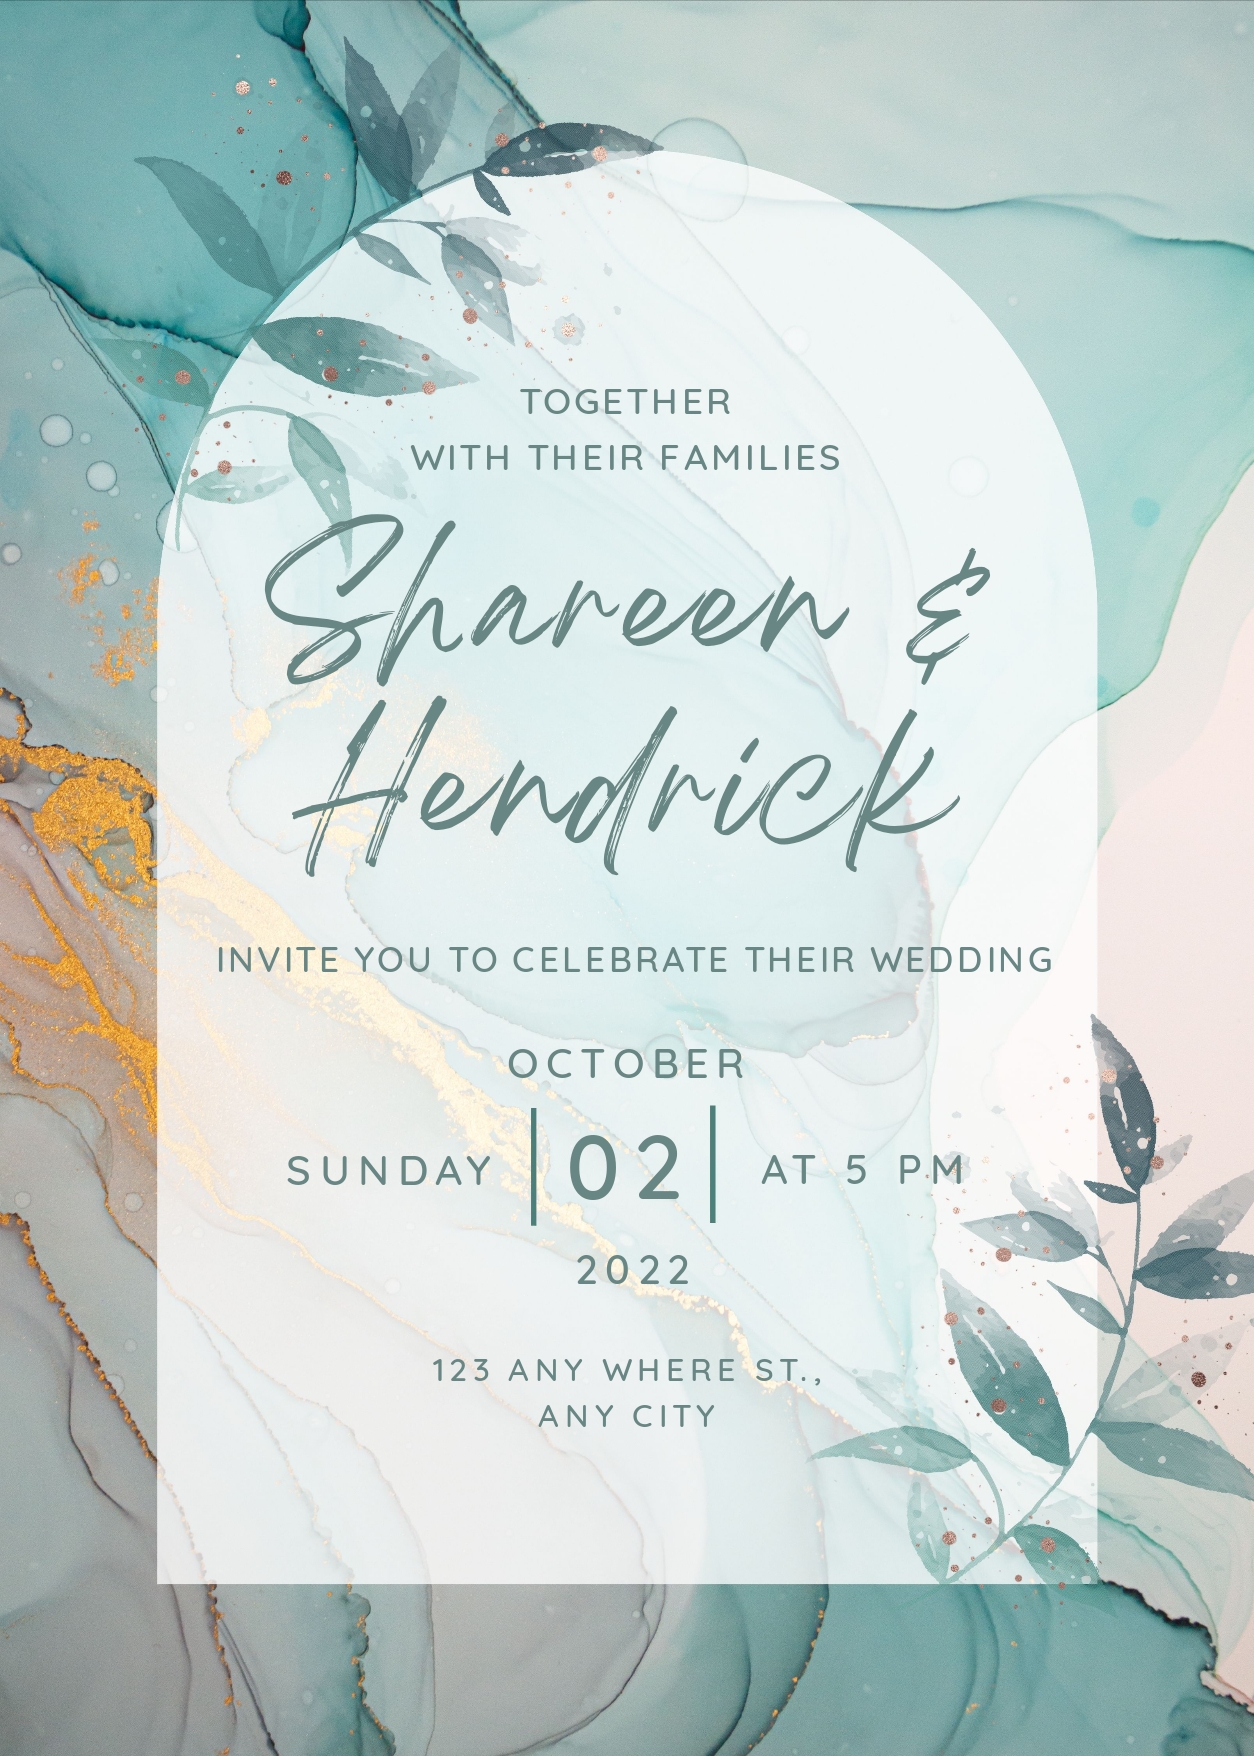 TOGETHER
WITH THEIR FAMILIES
Shareen &
Hendrick
INVITE YOU TO CELEBRATE THEIR WEDDING
OCTOBER
SUNDAY | 02 | AT 5 PM
2022
123 ANY WHERE ST.,
ANY CITY